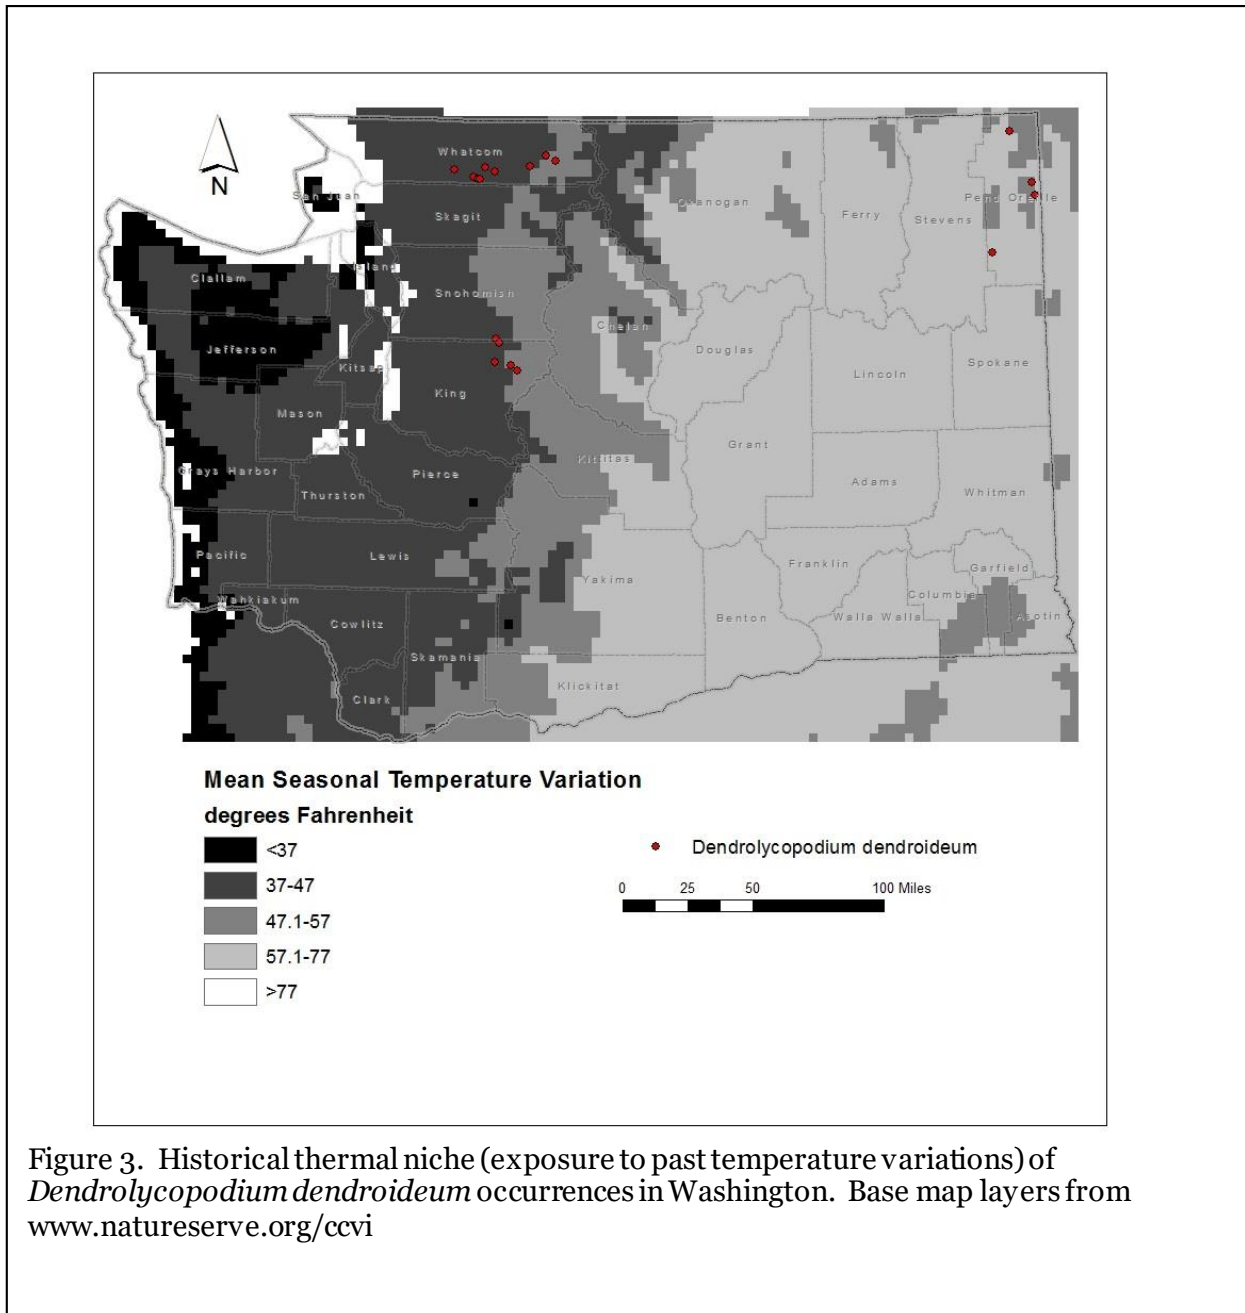 N
Whatcom
San Juan
Skagit
Okanogan
Ferry
Stevens
Pend Oreille
Island
Clallam
Snohomish
Chelan
Jefferson
Kitsap
Douglas
Lincoln
Spokane
King
Mason
Grant
Grays Harbor
Kittitas
Pierce
Adams
Whitman
Thurston
Pacific
Lewis
Franklin
Garfield
Yakima
Columbia
Wahkiakum
Cowlitz
Benton
Walla Walla
Asotin
Skamania
Klickitat
Clark
Mean Seasonal Temperature Variation
degrees Fahrenheit
<37
37-47
47.1-57
57.1-77
>77
Dendrolycopodium dendroideum
0 25 50 100 Miles
Figure 3. Historical thermal niche (exposure to past temperature variations) of
Dendrolycopodium dendroideum occurrences in Washington. Base map layers from
www.natureserve.org/ccvi